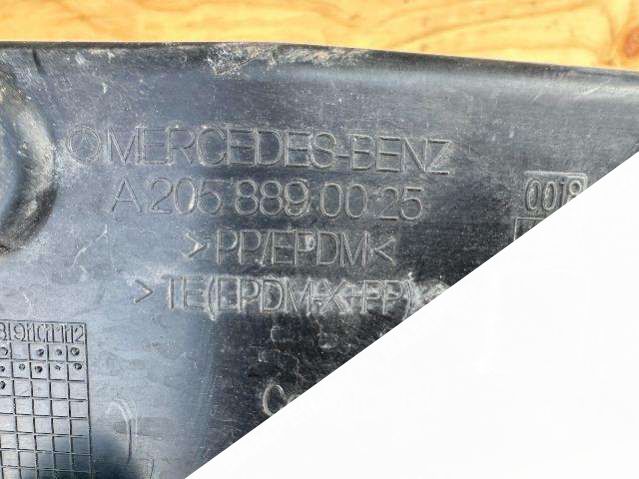 MERCEDES-BENZ
A 205 889 00 25
>PP/EPDM<
>TE(EPDM-X-PP)